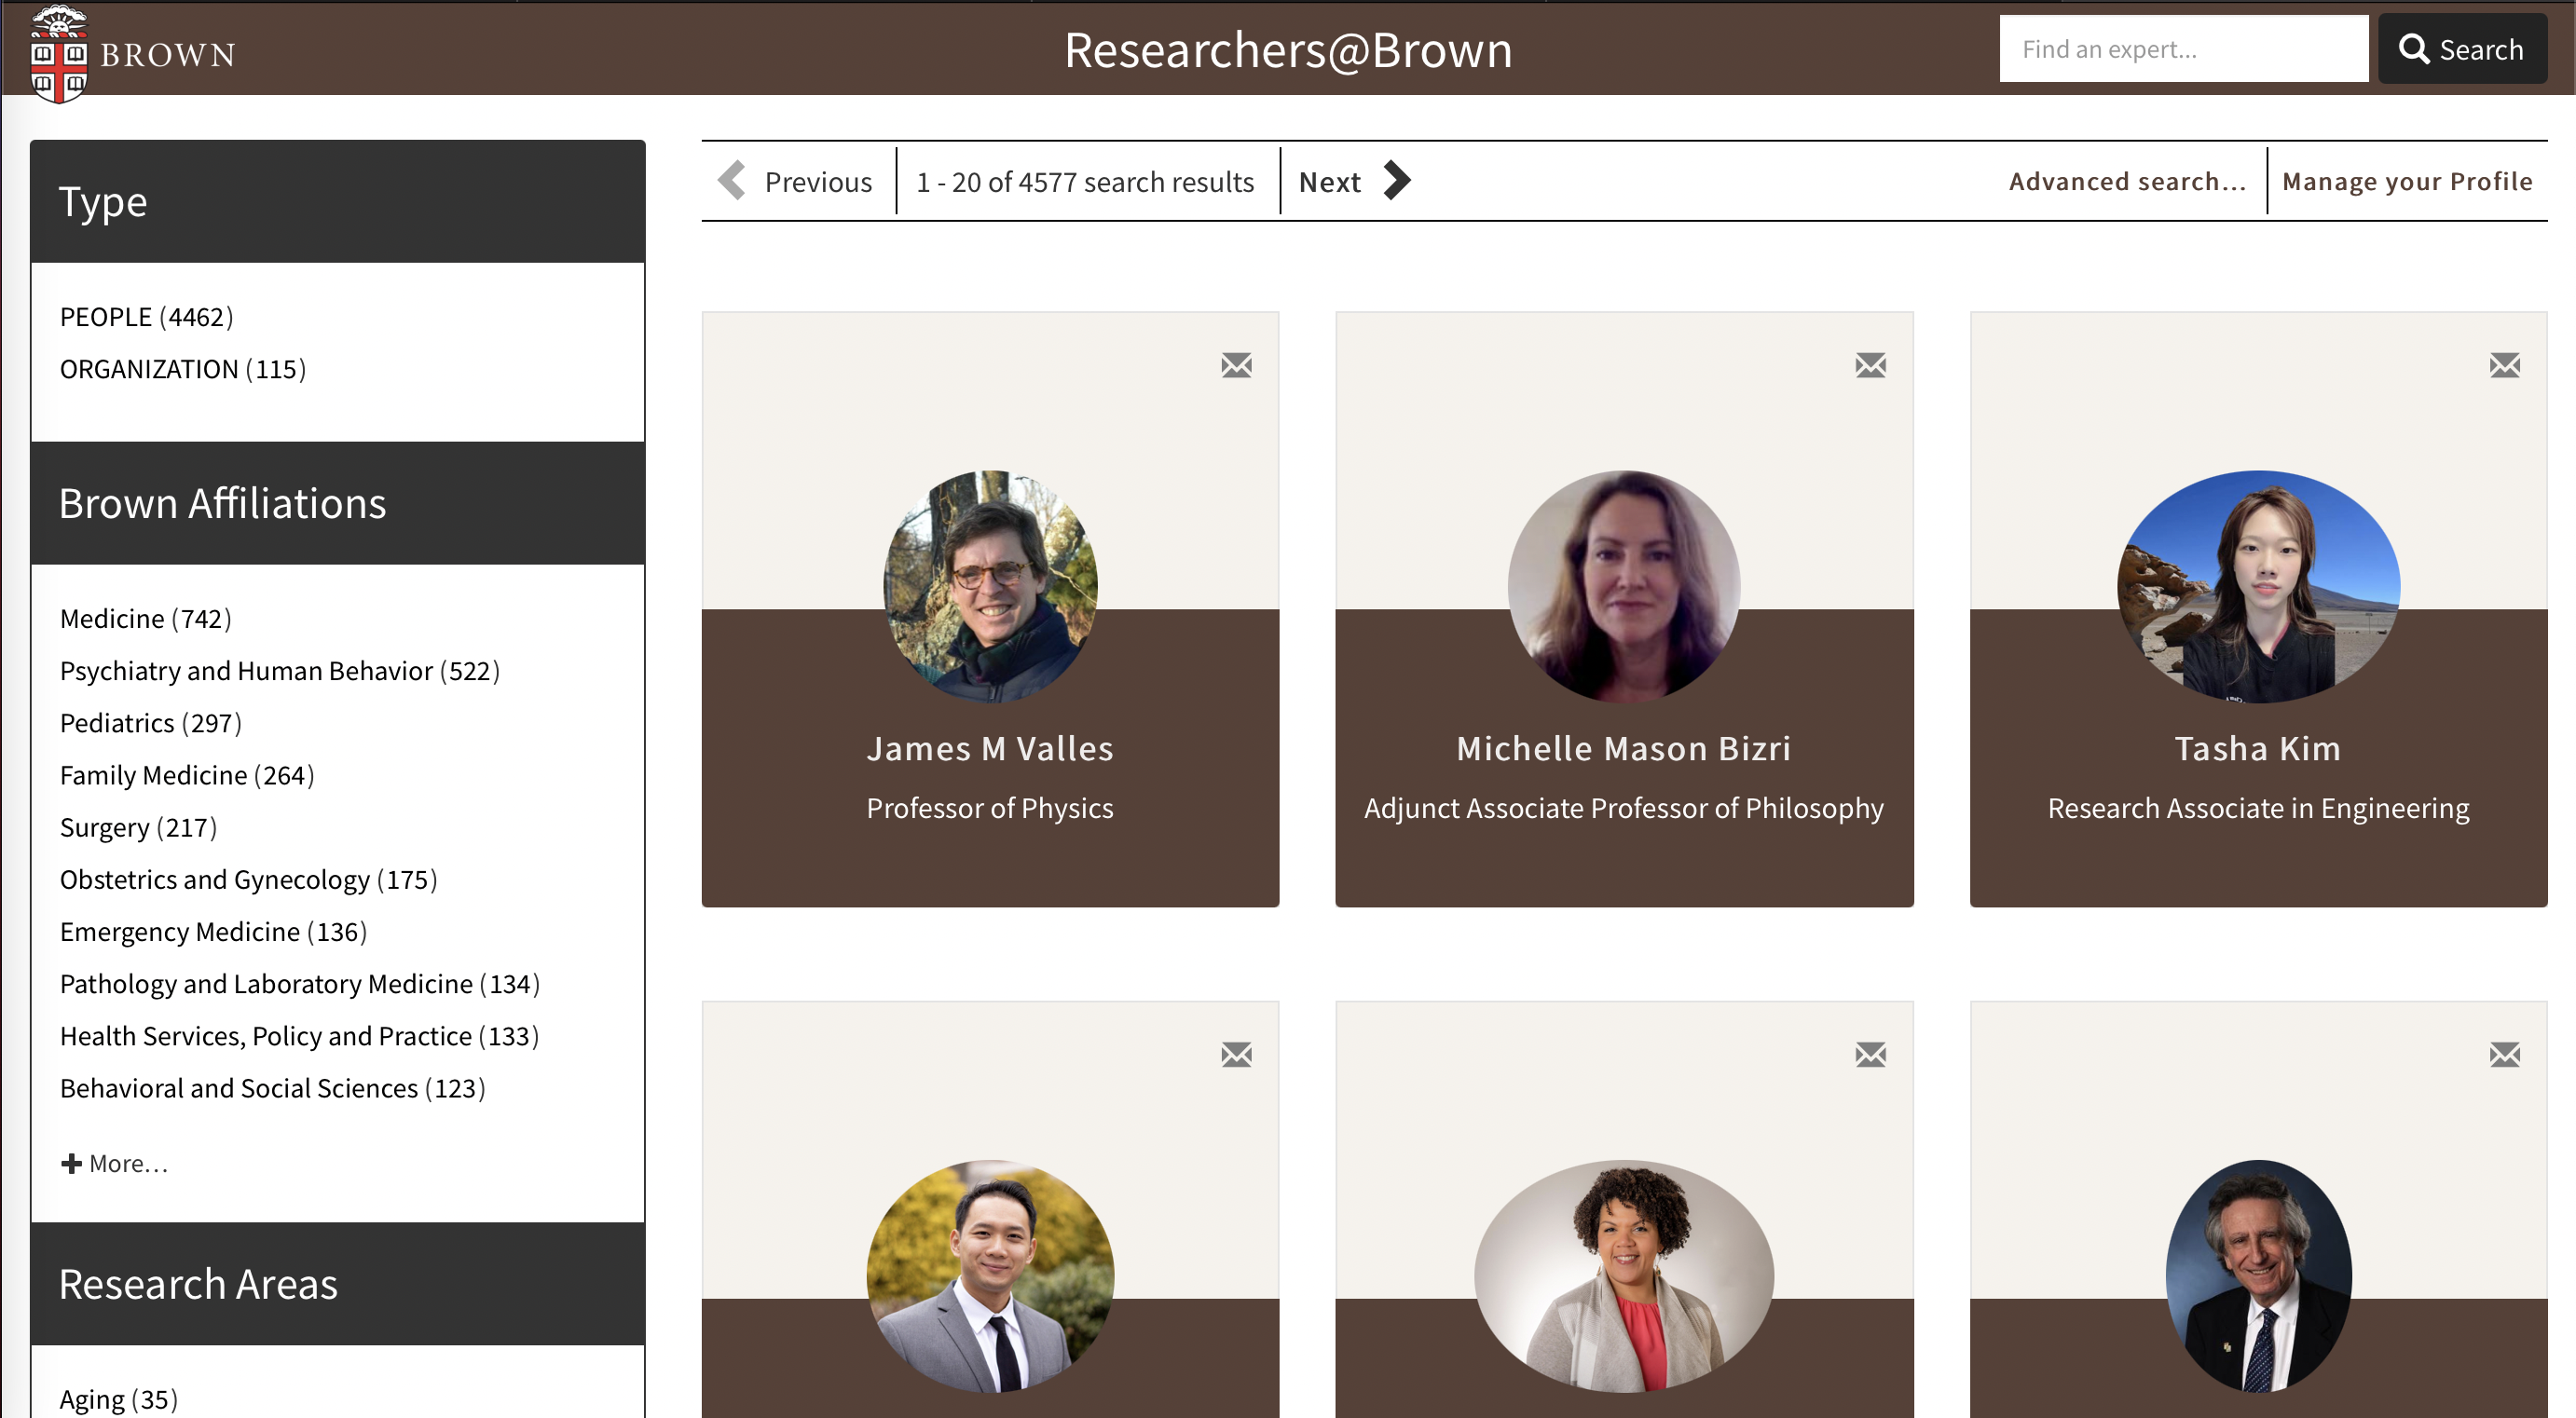 BROWN
Researchers@Brown
Find an expert...
Search
Type
PEOPLE (4462)
ORGANIZATION (115)
Brown Affiliations
Medicine (742)
Psychiatry and Human Behavior (522)
Pediatrics (297)
Family Medicine (264)
Surgery (217)
Obstetrics and Gynecology (175)
Emergency Medicine (136)
Pathology and Laboratory Medicine (134)
Health Services, Policy and Practice (133)
Behavioral and Social Sciences (123)
More...
Research Areas
Aging (35)
Previous
1 - 20 of 4577 search results
Next
Advanced search...
Manage your Profile
James M Valles
Professor of Physics
Michelle Mason Bizri
Adjunct Associate Professor of Philosophy
Tasha Kim
Research Associate in Engineering